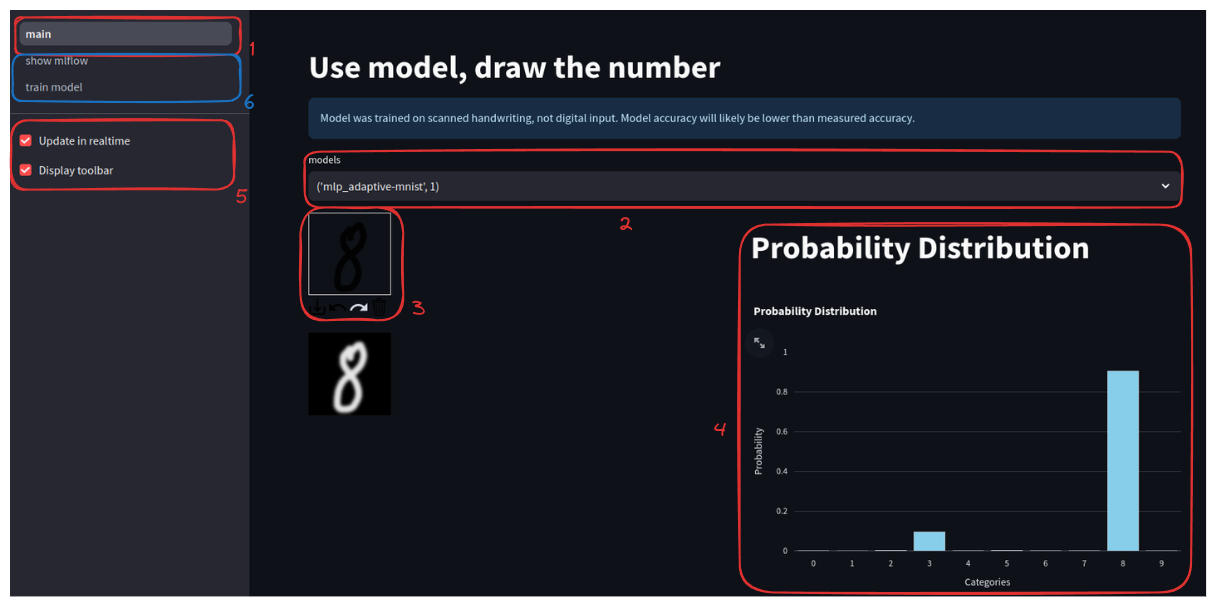 main
1
show mlflow
train model
6
Update in realtime
Display toolbar
5
Use model, draw the number
Model was trained on scanned handwriting, not digital input. Model accuracy will likely be lower than measured accuracy.
models
('mlp_adaptive-mnist', 1)
2
8
3
8
Probability Distribution
Probability Distribution
1
0.8
0.6
0.4
0.2
0
Probability
0 1 2 3 4 5 6 7 8 9
Categories
4